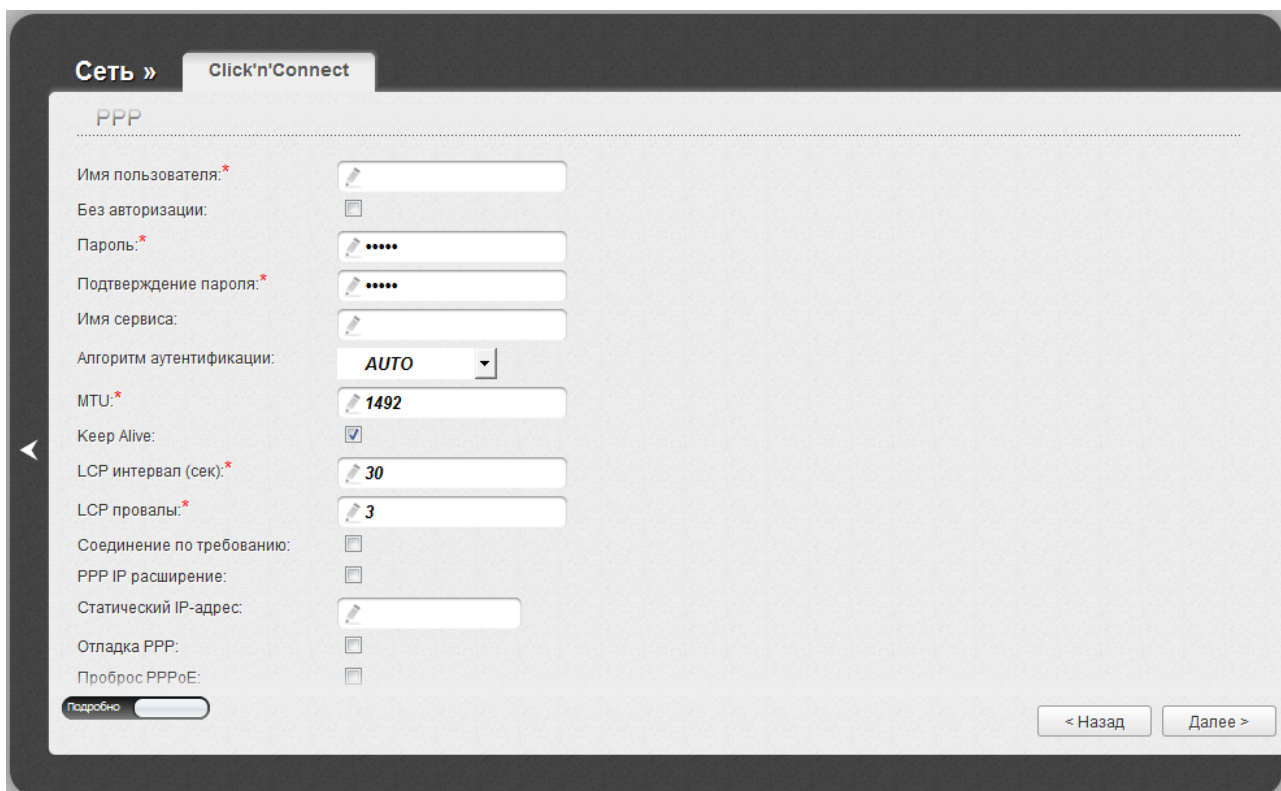 Сеть »
Click'n'Connect
PPP
Имя пользователя:*
Без авторизации:
Пароль:* •••••
Подтверждение пароля:* •••••
Имя сервиса:
Алгоритм аутентификации: AUTO
MTU:* 1492
Keep Alive:
LCP интервал (сек):* 30
LCP провалы:* 3
Соединение по требованию:
PPP IP расширение:
Статический IP-адрес:
Отладка PPP:
Проброс PPPoE:
Подробно
< Назад
Далее >